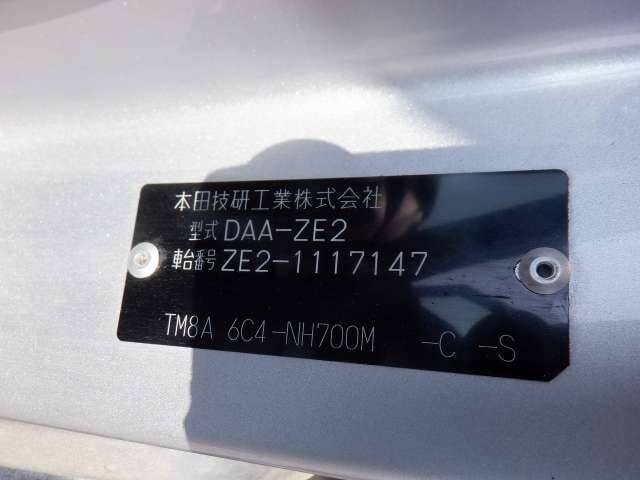 本田技研工業株式会社
型式 DAA-ZE2
車台番号 ZE2-1117147
TM8A 6C4-NH700M -C -S